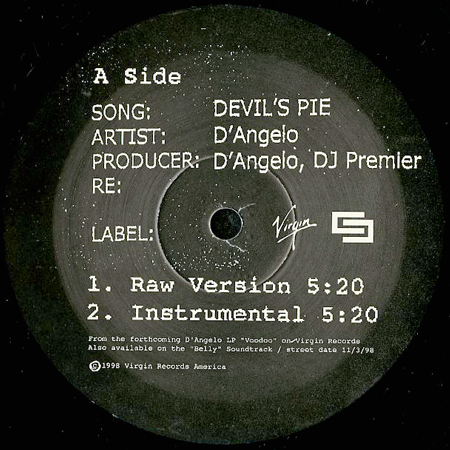 A Side
SONG: DEVIL'S PIE
ARTIST: D'Angelo
PRODUCER: D'Angelo, DJ Premier
RE:
LABEL: Virgin
1. Raw Version 5:20
2. Instrumental 5:20
From the forthcoming D'Angelo LP "Voodoo" on Virgin Records
Also available on the "Belly" Soundtrack / street date 11/3/98
℗1998 Virgin Records America